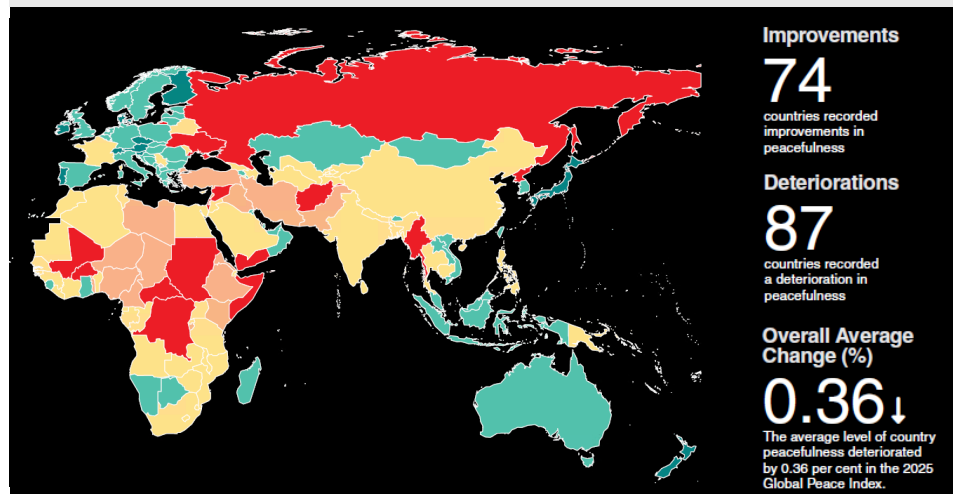 Improvements
74
countries recorded
improvements in
peacefulness
Deteriorations
87
countries recorded
a deterioration in
peacefulness
Overall Average
Change (%)
0.36↓
The average level of country
peacefulness deteriorated
by 0.36 per cent in the 2025
Global Peace Index.